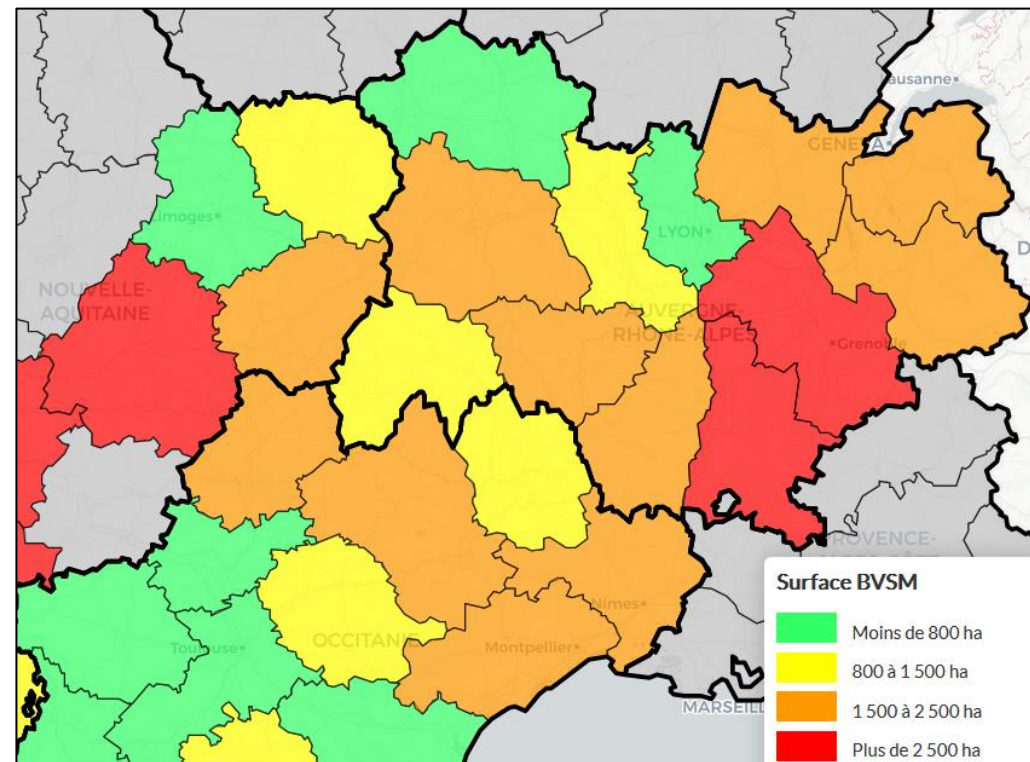 Lausanne
GENEVA
Limoges
LYON
NOUVELLE-
AQUITAINE
AUVERGNE-
RHÔNE-ALPES
Grenoble
PROVENCE-
Nîmes
OCCITANIE
Toulouse
Montpellier
MARSEILL
Surface BVSM
Moins de 800 ha
800 à 1 500 ha
1 500 à 2 500 ha
Plus de 2 500 ha